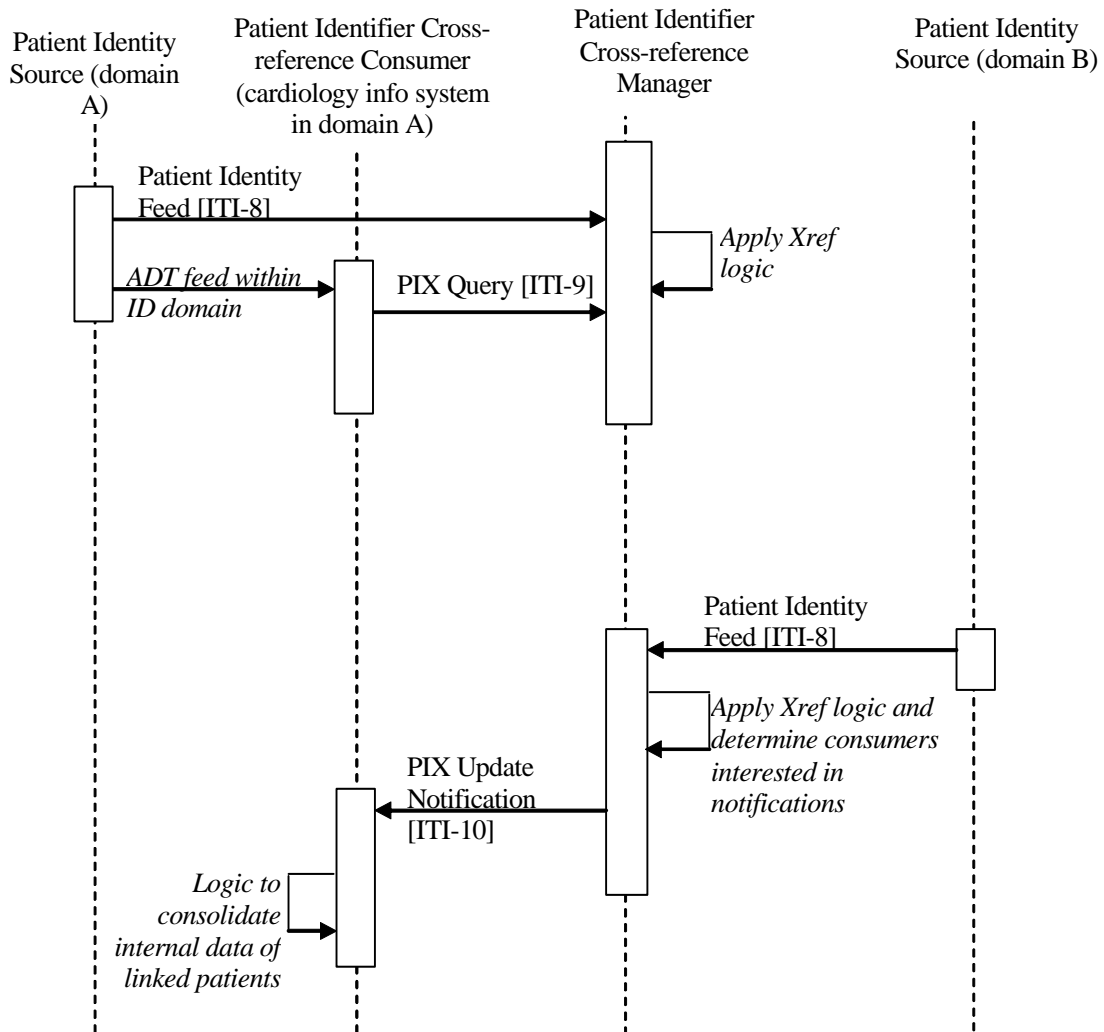 Patient Identity
Source (domain
A)
Patient Identifier Cross-
reference Consumer
(cardiology info system
in domain A)
Patient Identifier
Cross-reference
Manager
Patient Identity
Source (domain B)
Patient Identity
Feed [ITI-8]
Apply Xref
logic
ADT feed within
ID domain
PIX Query [ITI-9]
Patient Identity
Feed [ITI-8]
Apply Xref logic and
determine consumers
interested in
notifications
PIX Update
Notification
[ITI-10]
Logic to
consolidate
internal data of
linked patients